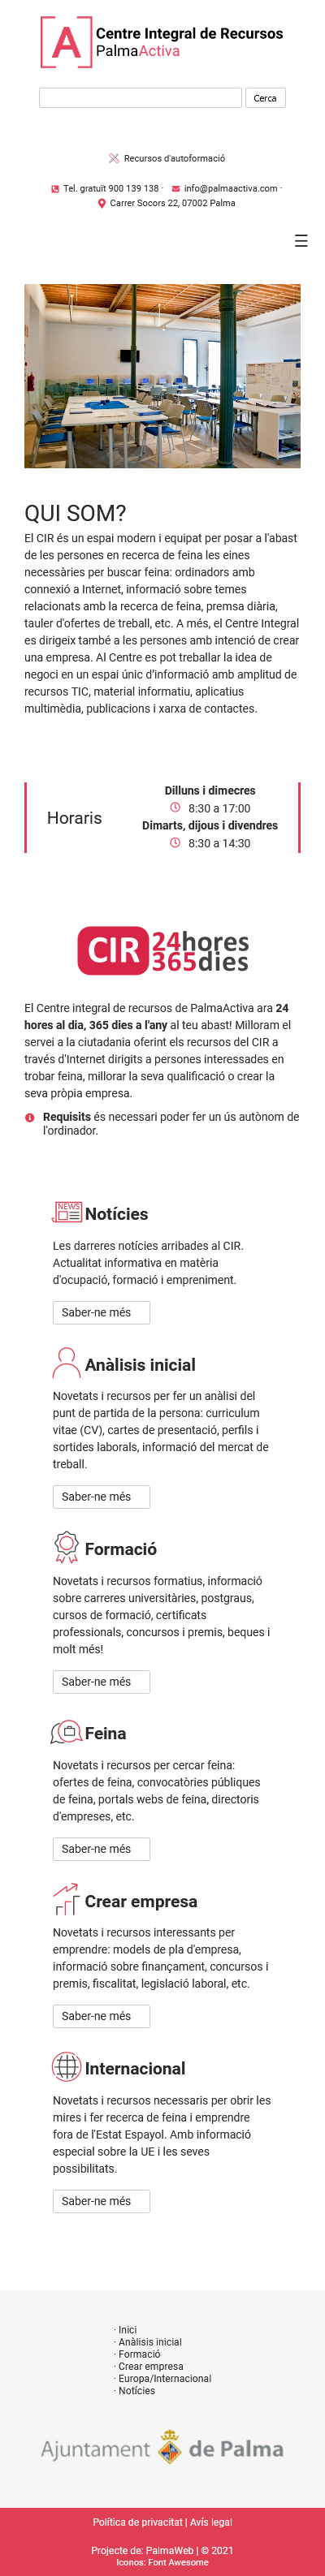 A
Centre Integral de Recursos
PalmaActiva
Cerca
Recursos d'autoformació
Tel. gratuït 900 139 138 · info@palmaactiva.com ·
Carrer Socors 22, 07002 Palma
QUI SOM?
El CIR és un espai modern i equipat per posar a l'abast
de les persones en recerca de feina les eines
necessàries per buscar feina: ordinadors amb
connexió a Internet, informació sobre temes
relacionats amb la recerca de feina, premsa diària,
tauler d'ofertes de treball, etc. A més, el Centre Integral
es dirigeix també a les persones amb intenció de crear
una empresa. Al Centre es pot treballar la idea de
negoci en un espai únic d'informació amb amplitud de
recursos TIC, material informatiu, aplicatius
multimèdia, publicacions i xarxa de contactes.
Horaris
Dilluns i dimecres
8:30 a 17:00
Dimarts, dijous i divendres
8:30 a 14:30
CIR 24hores
365dies
El Centre integral de recursos de PalmaActiva ara 24
hores al dia, 365 dies a l'any al teu abast! Milloram el
servei a la ciutadania oferint els recursos del CIR a
través d'Internet dirigits a persones interessades en
trobar feina, millorar la seva qualificació o crear la
seva pròpia empresa.
Requisits és necessari poder fer un ús autònom de
l'ordinador.
NEWS
Notícies
Les darreres notícies arribades al CIR.
Actualitat informativa en matèria
d'ocupació, formació i empreniment.
Saber-ne més
Anàlisis inicial
Novetats i recursos per fer un anàlisi del
punt de partida de la persona: curriculum
vitae (CV), cartes de presentació, perfils i
sortides laborals, informació del mercat de
treball.
Saber-ne més
Formació
Novetats i recursos formatius, informació
sobre carreres universitàries, postgraus,
cursos de formació, certificats
professionals, concursos i premis, beques i
molt més!
Saber-ne més
Feina
Novetats i recursos per cercar feina:
ofertes de feina, convocatòries públiques
de feina, portals webs de feina, directoris
d'empreses, etc.
Saber-ne més
Crear empresa
Novetats i recursos interessants per
emprendre: models de pla d'empresa,
informació sobre finançament, concursos i
premis, fiscalitat, legislació laboral, etc.
Saber-ne més
Internacional
Novetats i recursos necessaris per obrir les
mires i fer recerca de feina i emprendre
fora de l'Estat Espayol. Amb informació
especial sobre la UE i les seves
possibilitats.
Saber-ne més
· Inici
· Anàlisis inicial
· Formació
· Crear empresa
· Europa/Internacional
· Notícies
Ajuntament de Palma
Política de privacitat | Avís legal
Projecte de: PalmaWeb | © 2021
Iconos: Font Awesome